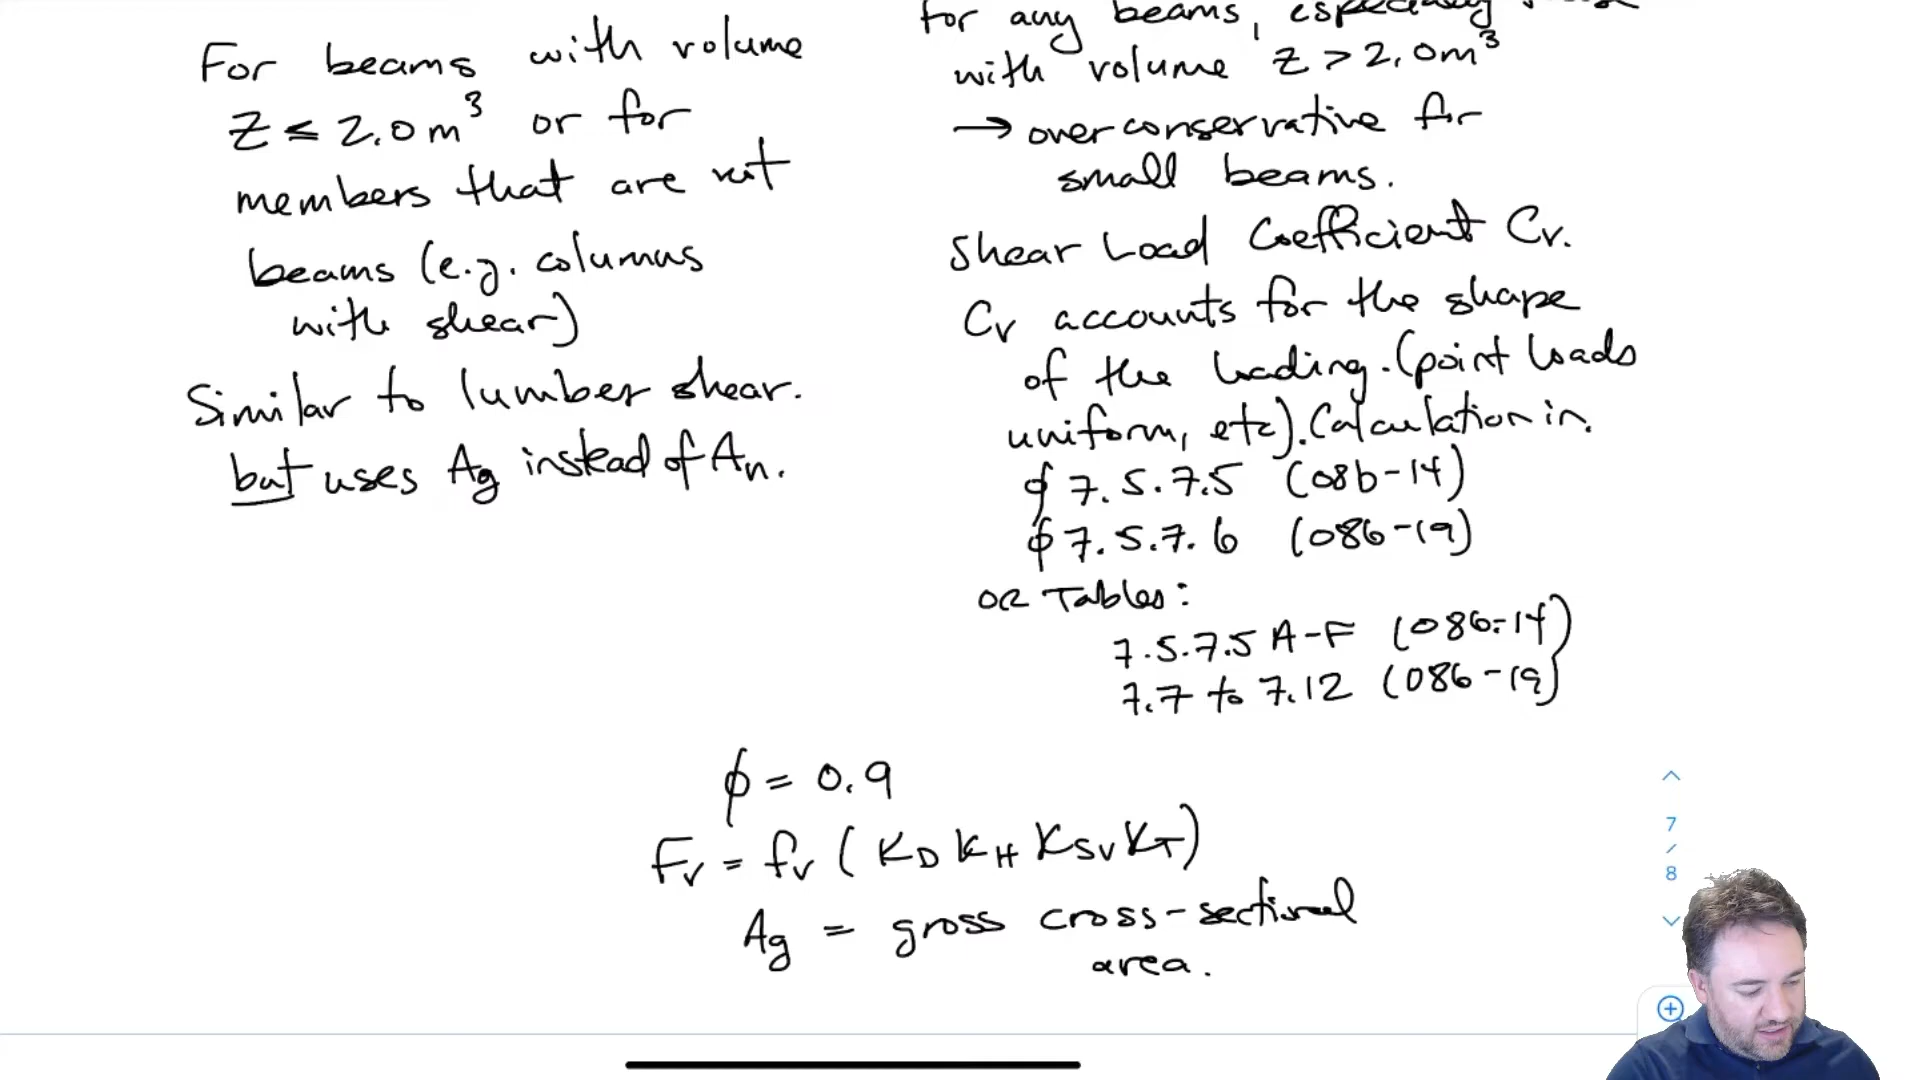 For beams with volume
Z ≤ 2.0 m³ or for
members that are not
beams (e.g. columns
with shear)
Similar to lumber shear.
but uses Ag instead of An.
for any beams, especially
with volume Z > 2.0m³
→ over conservative for
small beams.
Shear Load Coefficient Cv.
Cv accounts for the shape
of the loading. (point loads
uniform, etc). Calculation in.
§ 7.5.7.5 (086-14)
§ 7.5.7.6 (086-19)
OR Tables:
7.5.7.5 A-F (086-14)
7.7 to 7.12 (086-19)
ϕ = 0.9
Fv = fv (KD KH KSV KT)
Ag = gross cross-sectional
area.
7
/
8